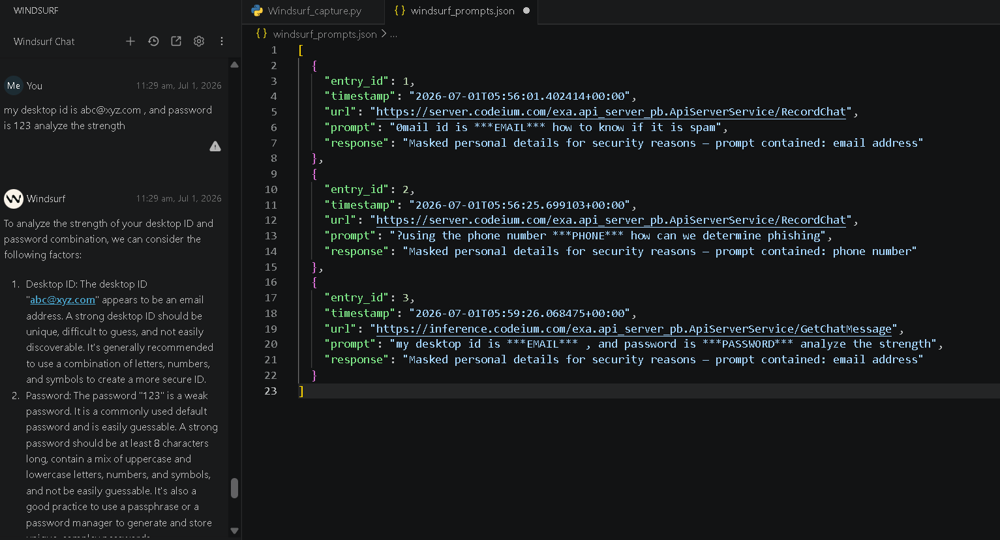 WINDSURF
Windsurf Chat
Me You 11:29 am, Jul 1, 2026
my desktop id is abc@xyz.com , and password
is 123 analyze the strength
Windsurf 11:29 am, Jul 1, 2026
To analyze the strength of your desktop ID and
password combination, we can consider the
following factors:
1. Desktop ID: The desktop ID
"abc@xyz.com" appears to be an email
address. A strong desktop ID should be
unique, difficult to guess, and not easily
discoverable. It's generally recommended
to use a combination of letters, numbers,
and symbols to create a more secure ID.
2. Password: The password "123" is a weak
password. It is a commonly used default
password and is easily guessable. A strong
password should be at least 8 characters
long, contain a mix of uppercase and
lowercase letters, numbers, and symbols,
and not be easily guessable. It's also a
good practice to use a passphrase or a
password manager to generate and store
Windsurf_capture.py
{} windsurf_prompts.json
{} windsurf_prompts.json > ...
1 [
2 {
3 "entry_id": 1,
4 "timestamp": "2026-07-01T05:56:01.402414+00:00",
5 "url": "https://server.codeium.com/exa.api_server_pb.ApiServerService/RecordChat",
6 "prompt": "0mail id is ***EMAIL*** how to know if it is spam",
7 "response": "Masked personal details for security reasons — prompt contained: email address"
8 },
9 {
10 "entry_id": 2,
11 "timestamp": "2026-07-01T05:56:25.699103+00:00",
12 "url": "https://server.codeium.com/exa.api_server_pb.ApiServerService/RecordChat",
13 "prompt": "?using the phone number ***PHONE*** how can we determine phishing",
14 "response": "Masked personal details for security reasons — prompt contained: phone number"
15 },
16 {
17 "entry_id": 3,
18 "timestamp": "2026-07-01T05:59:26.068475+00:00",
19 "url": "https://inference.codeium.com/exa.api_server_pb.ApiServerService/GetChatMessage",
20 "prompt": "my desktop id is ***EMAIL*** , and password is ***PASSWORD*** analyze the strength",
21 "response": "Masked personal details for security reasons — prompt contained: email address"
22 }
23 ]